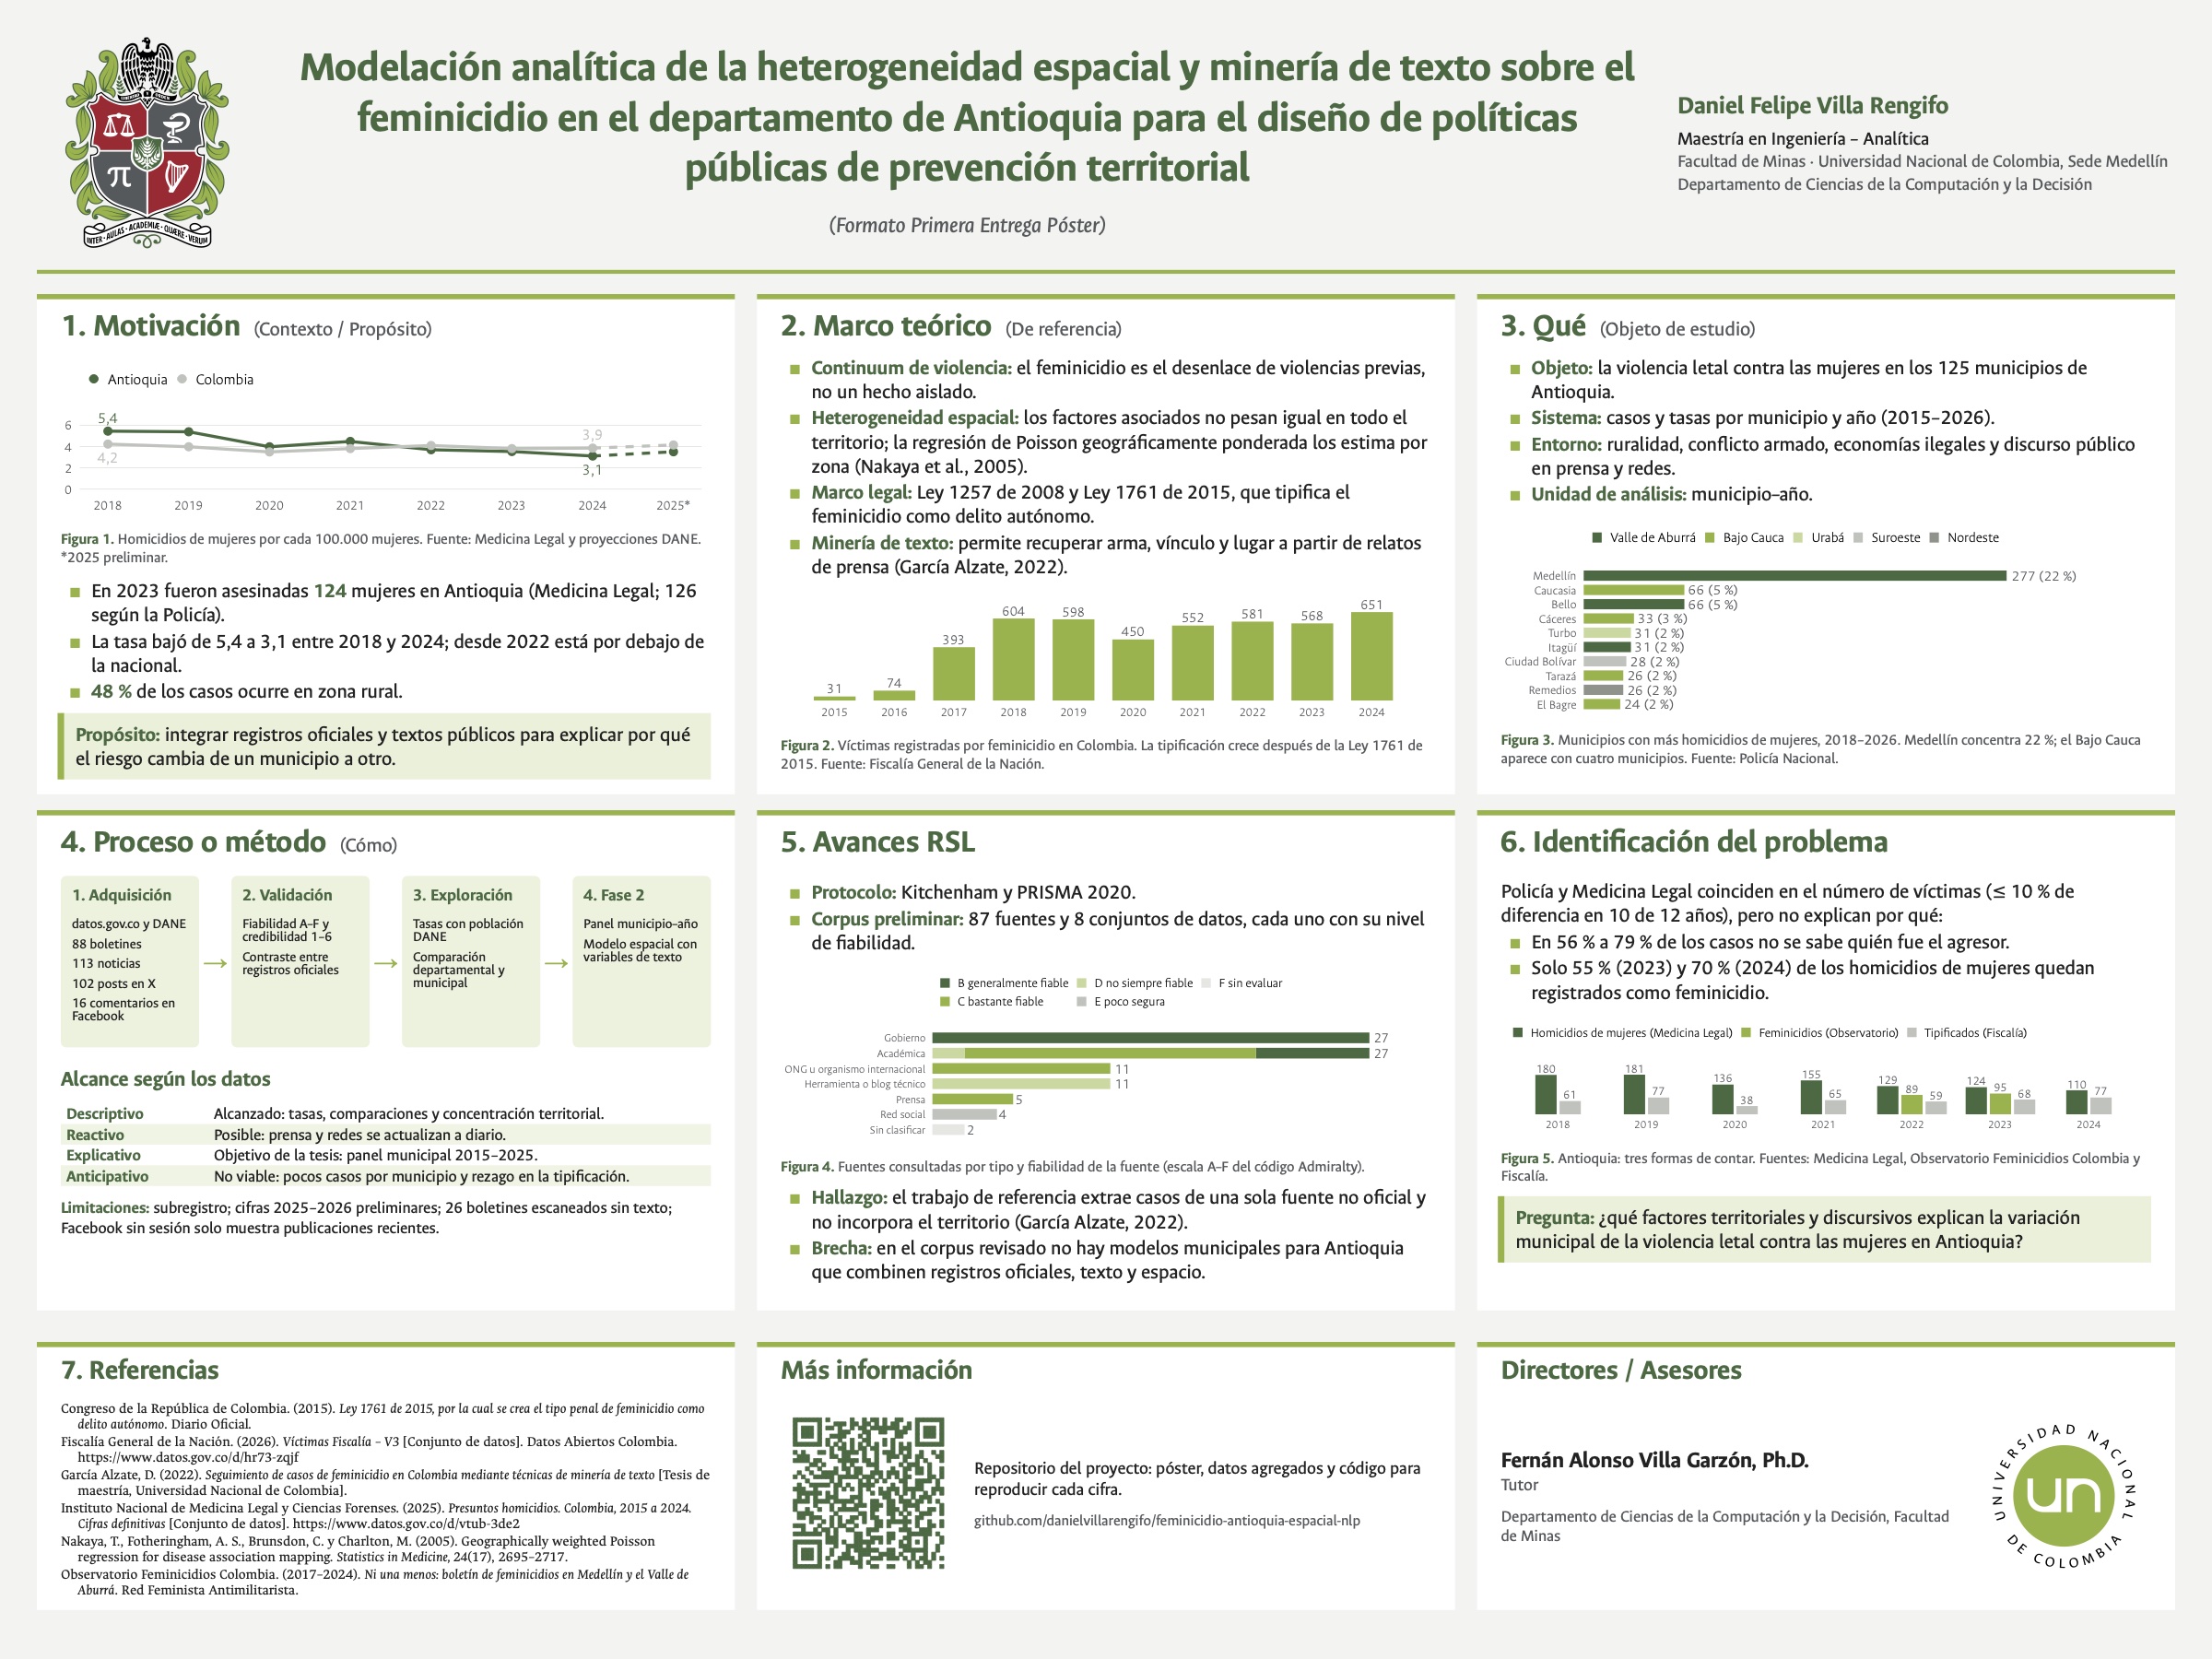 Modelación analítica de la heterogeneidad espacial y minería de texto sobre el
feminicidio en el departamento de Antioquia para el diseño de políticas
públicas de prevención territorial
(Formato Primera Entrega Póster)
Daniel Felipe Villa Rengifo
Maestría en Ingeniería – Analítica
Facultad de Minas · Universidad Nacional de Colombia, Sede Medellín
Departamento de Ciencias de la Computación y la Decisión
INTER · AULAS · ACADEMIÆ · QUÆRE · VERUM
1. Motivación (Contexto / Propósito)
Antioquia Colombia
5,4
3,9
6
4
4,2
2
3,1
0
2018 2019 2020 2021 2022 2023 2024 2025*
Figura 1. Homicidios de mujeres por cada 100.000 mujeres. Fuente: Medicina Legal y proyecciones DANE.
*2025 preliminar.
En 2023 fueron asesinadas 124 mujeres en Antioquia (Medicina Legal; 126
según la Policía).
La tasa bajó de 5,4 a 3,1 entre 2018 y 2024; desde 2022 está por debajo de
la nacional.
48 % de los casos ocurre en zona rural.
Propósito: integrar registros oficiales y textos públicos para explicar por qué
el riesgo cambia de un municipio a otro.
2. Marco teórico (De referencia)
Continuum de violencia: el feminicidio es el desenlace de violencias previas,
no un hecho aislado.
Heterogeneidad espacial: los factores asociados no pesan igual en todo el
territorio; la regresión de Poisson geográficamente ponderada los estima por
zona (Nakaya et al., 2005).
Marco legal: Ley 1257 de 2008 y Ley 1761 de 2015, que tipifica el
feminicidio como delito autónomo.
Minería de texto: permite recuperar arma, vínculo y lugar a partir de relatos
de prensa (García Alzate, 2022).
31 74 393 604 598 450 552 581 568 651
2015 2016 2017 2018 2019 2020 2021 2022 2023 2024
Figura 2. Víctimas registradas por feminicidio en Colombia. La tipificación crece después de la Ley 1761 de
2015. Fuente: Fiscalía General de la Nación.
3. Qué (Objeto de estudio)
Objeto: la violencia letal contra las mujeres en los 125 municipios de
Antioquia.
Sistema: casos y tasas por municipio y año (2015–2026).
Entorno: ruralidad, conflicto armado, economías ilegales y discurso público
en prensa y redes.
Unidad de análisis: municipio–año.
Valle de Aburrá Bajo Cauca Urabá Suroeste Nordeste
Medellín 277 (22 %)
Caucasia 66 (5 %)
Bello 66 (5 %)
Cáceres 33 (3 %)
Turbo 31 (2 %)
Itagüí 31 (2 %)
Ciudad Bolívar 28 (2 %)
Tarazá 26 (2 %)
Remedios 26 (2 %)
El Bagre 24 (2 %)
Figura 3. Municipios con más homicidios de mujeres, 2018–2026. Medellín concentra 22 %; el Bajo Cauca
aparece con cuatro municipios. Fuente: Policía Nacional.
4. Proceso o método (Cómo)
1. Adquisición
datos.gov.co y DANE
88 boletines
113 noticias
102 posts en X
16 comentarios en
Facebook
→
2. Validación
Fiabilidad A–F y
credibilidad 1–6
Contraste entre
registros oficiales
→
3. Exploración
Tasas con población
DANE
Comparación
departamental y
municipal
→
4. Fase 2
Panel municipio–año
Modelo espacial con
variables de texto
Alcance según los datos
Descriptivo Alcanzado: tasas, comparaciones y concentración territorial.
Reactivo Posible: prensa y redes se actualizan a diario.
Explicativo Objetivo de la tesis: panel municipal 2015–2025.
Anticipativo No viable: pocos casos por municipio y rezago en la tipificación.
Limitaciones: subregistro; cifras 2025–2026 preliminares; 26 boletines escaneados sin texto;
Facebook sin sesión solo muestra publicaciones recientes.
5. Avances RSL
Protocolo: Kitchenham y PRISMA 2020.
Corpus preliminar: 87 fuentes y 8 conjuntos de datos, cada uno con su nivel
de fiabilidad.
B generalmente fiable D no siempre fiable F sin evaluar
C bastante fiable E poco segura
Gobierno 27
Académica 27
ONG u organismo internacional 11
Herramienta o blog técnico 11
Prensa 5
Red social 4
Sin clasificar 2
Figura 4. Fuentes consultadas por tipo y fiabilidad de la fuente (escala A–F del código Admiralty).
Hallazgo: el trabajo de referencia extrae casos de una sola fuente no oficial y
no incorpora el territorio (García Alzate, 2022).
Brecha: en el corpus revisado no hay modelos municipales para Antioquia
que combinen registros oficiales, texto y espacio.
6. Identificación del problema
Policía y Medicina Legal coinciden en el número de víctimas (≤ 10 % de
diferencia en 10 de 12 años), pero no explican por qué:
En 56 % a 79 % de los casos no se sabe quién fue el agresor.
Solo 55 % (2023) y 70 % (2024) de los homicidios de mujeres quedan
registrados como feminicidio.
Homicidios de mujeres (Medicina Legal) Feminicidios (Observatorio) Tipificados (Fiscalía)
180 61 181 77 136 38 155 65 129 89 59 124 95 68 110 77
2018 2019 2020 2021 2022 2023 2024
Figura 5. Antioquia: tres formas de contar. Fuentes: Medicina Legal, Observatorio Feminicidios Colombia y
Fiscalía.
Pregunta: ¿qué factores territoriales y discursivos explican la variación
municipal de la violencia letal contra las mujeres en Antioquia?
7. Referencias
Congreso de la República de Colombia. (2015). Ley 1761 de 2015, por la cual se crea el tipo penal de feminicidio como
delito autónomo. Diario Oficial.
Fiscalía General de la Nación. (2026). Víctimas Fiscalía – V3 [Conjunto de datos]. Datos Abiertos Colombia.
https://www.datos.gov.co/d/hr73-zqjf
García Alzate, D. (2022). Seguimiento de casos de feminicidio en Colombia mediante técnicas de minería de texto [Tesis de
maestría, Universidad Nacional de Colombia].
Instituto Nacional de Medicina Legal y Ciencias Forenses. (2025). Presuntos homicidios. Colombia, 2015 a 2024.
Cifras definitivas [Conjunto de datos]. https://www.datos.gov.co/d/vtub-3de2
Nakaya, T., Fotheringham, A. S., Brunsdon, C. y Charlton, M. (2005). Geographically weighted Poisson
regression for disease association mapping. Statistics in Medicine, 24(17), 2695–2717.
Observatorio Feminicidios Colombia. (2017–2024). Ni una menos: boletín de feminicidios en Medellín y el Valle de
Aburrá. Red Feminista Antimilitarista.
Más información
Repositorio del proyecto: póster, datos agregados y código para
reproducir cada cifra.
github.com/danielvillarengifo/feminicidio-antioquia-espacial-nlp
Directores / Asesores
Fernán Alonso Villa Garzón, Ph.D.
Tutor
Departamento de Ciencias de la Computación y la Decisión, Facultad
de Minas
UNIVERSIDAD NACIONAL
un
DE COLOMBIA